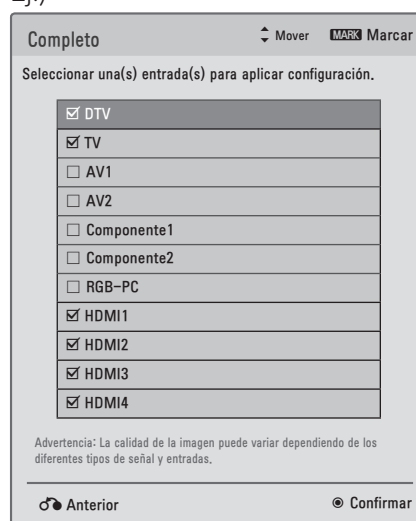 Completo
Mover MARK Marcar
Seleccionar una(s) entrada(s) para aplicar configuración.
DTV
TV
AV1
AV2
Componente1
Componente2
RGB-PC
HDMI1
HDMI2
HDMI3
HDMI4
Advertencia: La calidad de la imagen puede variar dependiendo de los
diferentes tipos de señal y entradas.
Anterior
Confirmar